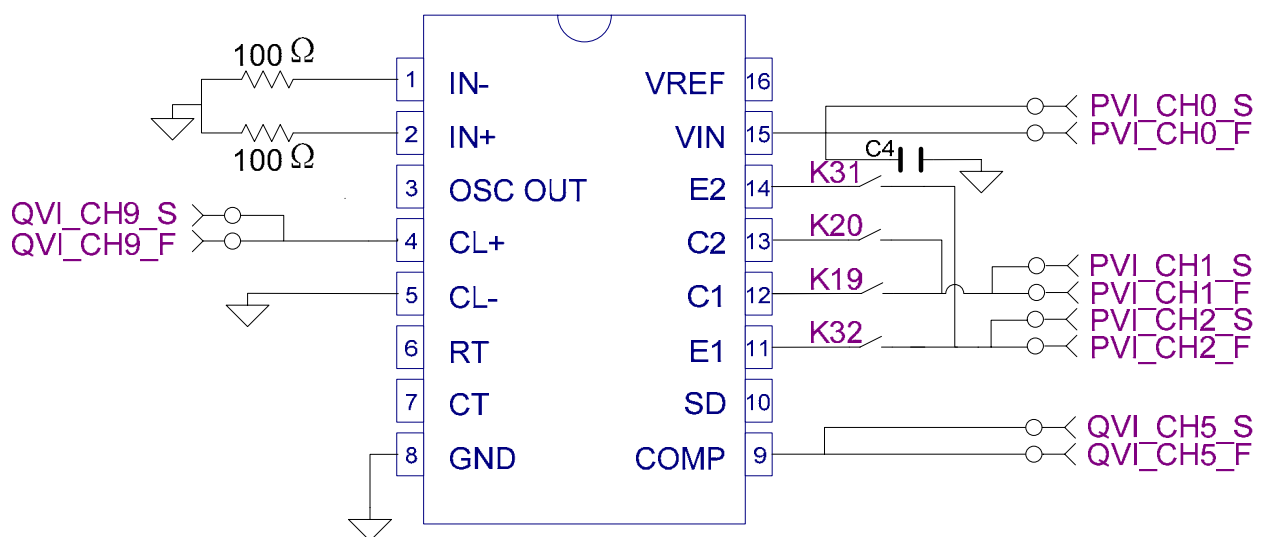 100 Ω
1 IN-
100 Ω
2 IN+
3 OSC OUT
QVI_CH9_S
QVI_CH9_F
4 CL+
5 CL-
6 RT
7 CT
8 GND
VREF 16
VIN 15
PVI_CH0_S
PVI_CH0_F
C4
E2 14 K31
C2 13 K20
C1 12 K19
PVI_CH1_S
PVI_CH1_F
PVI_CH2_S
E1 11 K32
PVI_CH2_F
SD 10
QVI_CH5_S
COMP 9
QVI_CH5_F